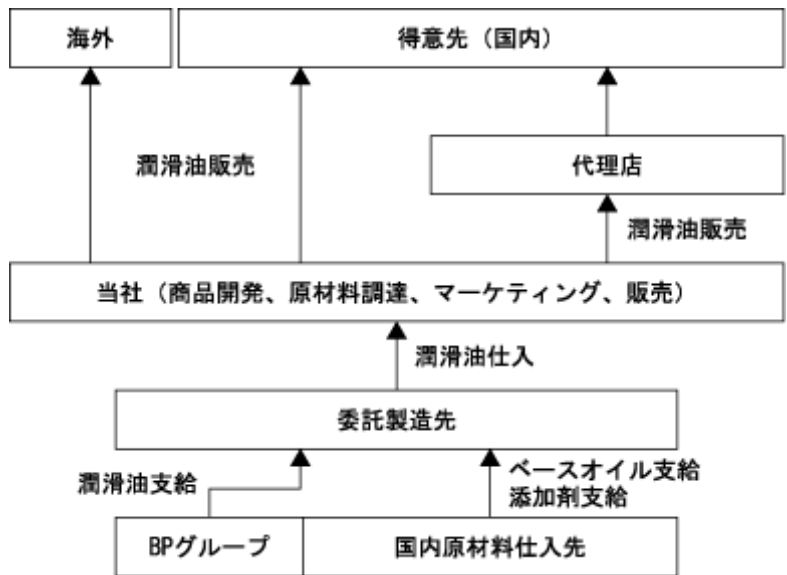 海外
得意先（国内）
潤滑油販売
代理店
潤滑油販売
当社（商品開発、原材料調達、マーケティング、販売）
潤滑油仕入
委託製造先
潤滑油支給
ベースオイル支給
添加剤支給
BPグループ
国内原材料仕入先